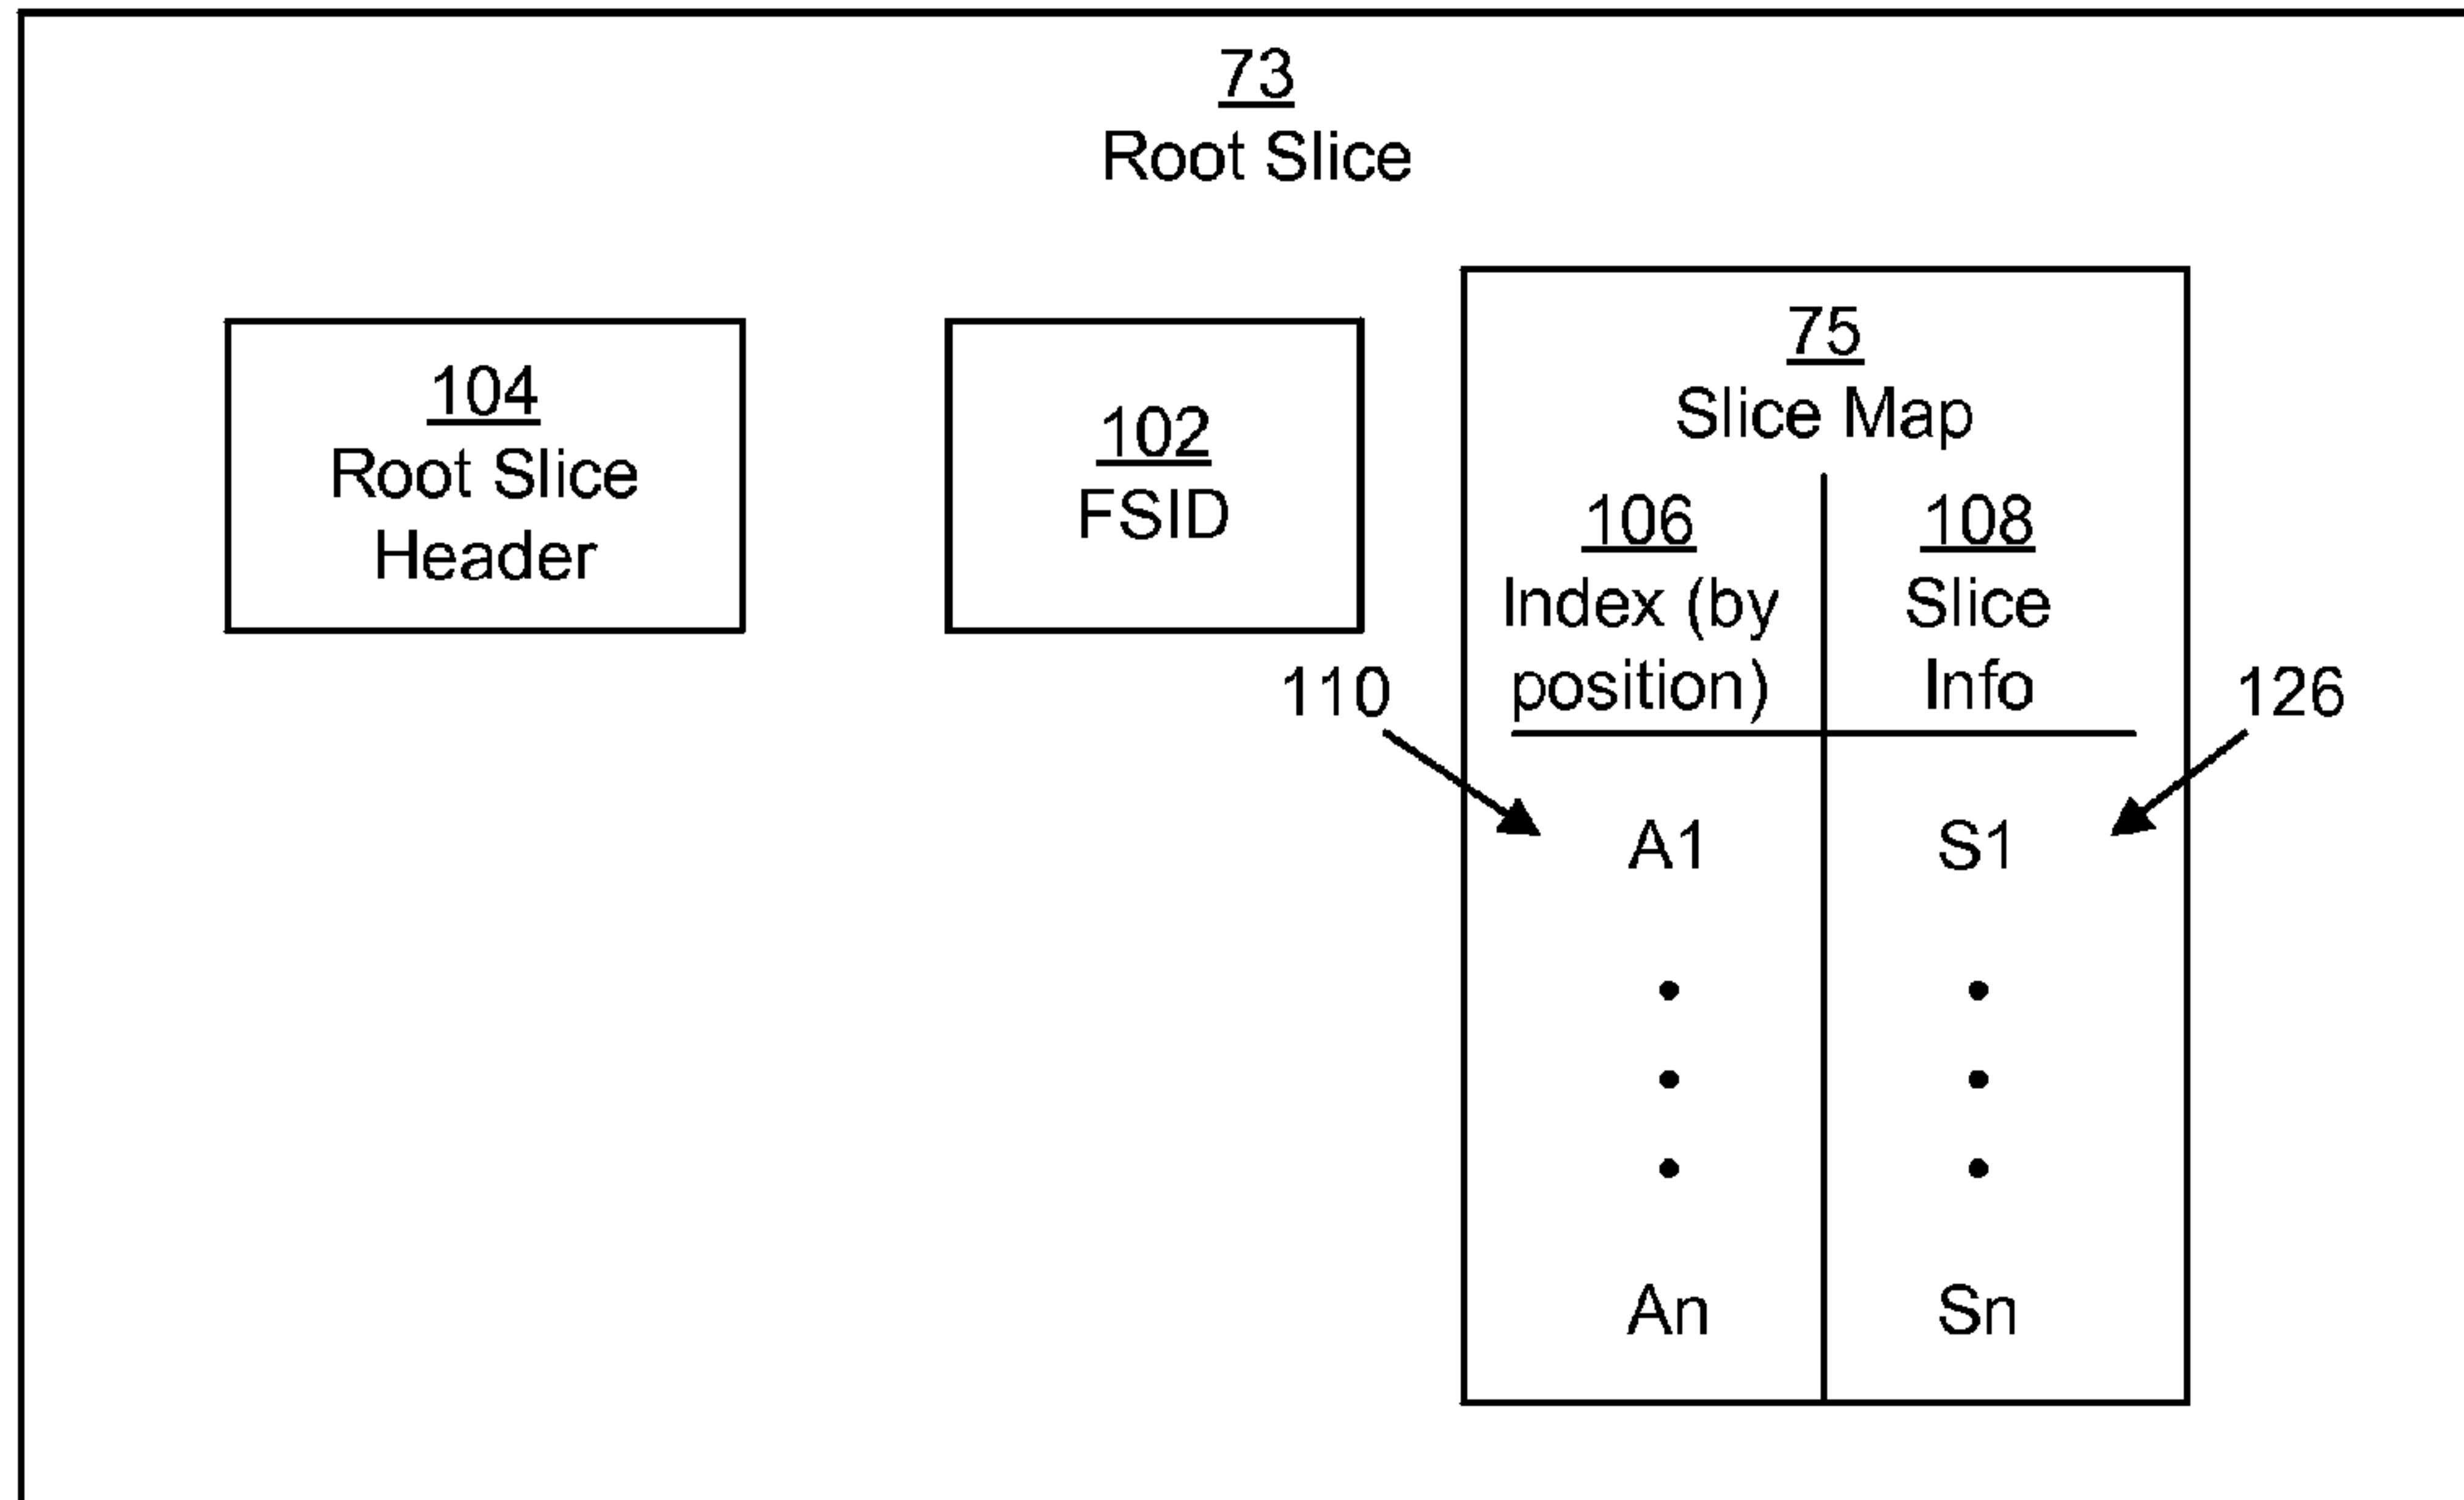 73
Root Slice
104
Root Slice
Header
102
FSID
75
Slice Map
106
Index (by
position)
108
Slice
Info
110
126
A1
S1
An
Sn